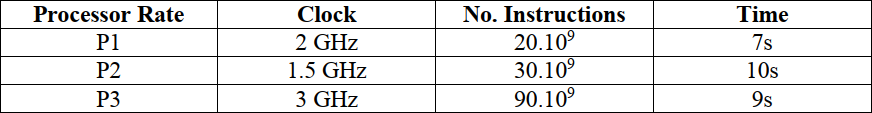 Processor Rate Clock No. Instructions Time
P1 2 GHz 20.10⁹ 7s
P2 1.5 GHz 30.10⁹ 10s
P3 3 GHz 90.10⁹ 9s